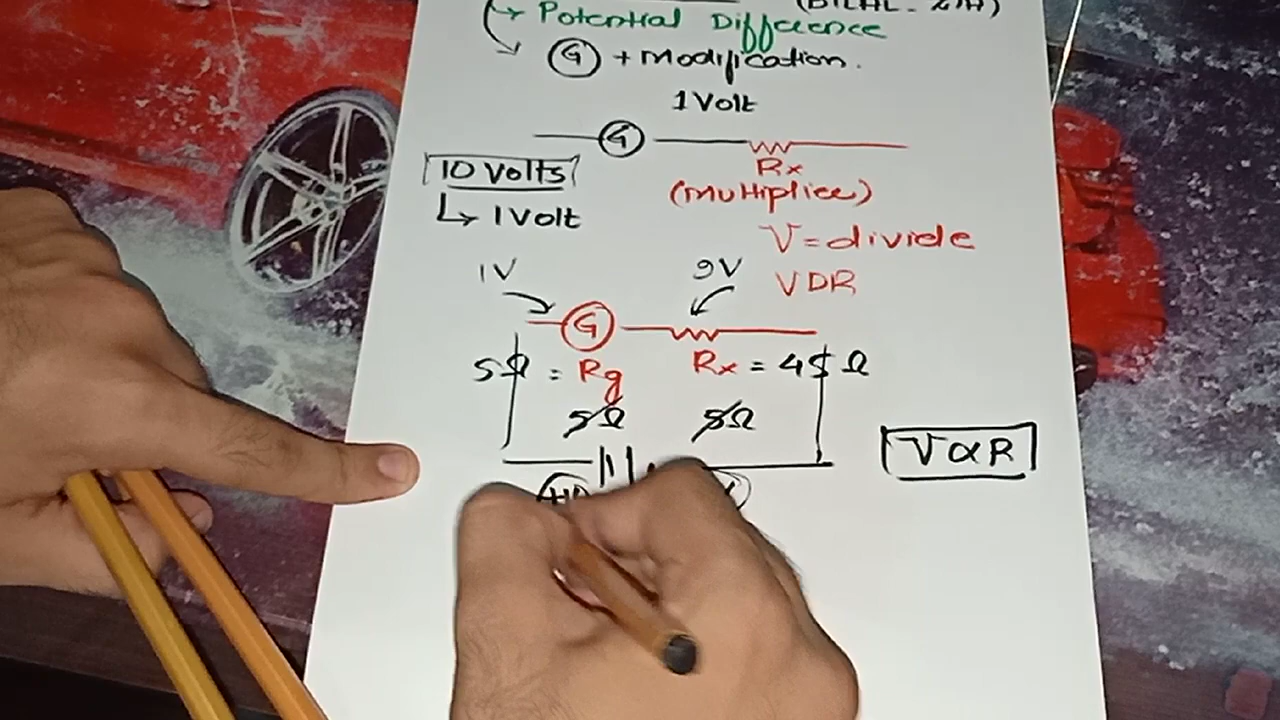 Potential Difference
G + Modification.
1 Volt
G
Rx
10 Volts
(Multiplier)
1 Volt
V = divide
VDR
1V
9V
G
5Ω = Rg
Rx = 45 Ω
5Ω
5Ω
V∝R